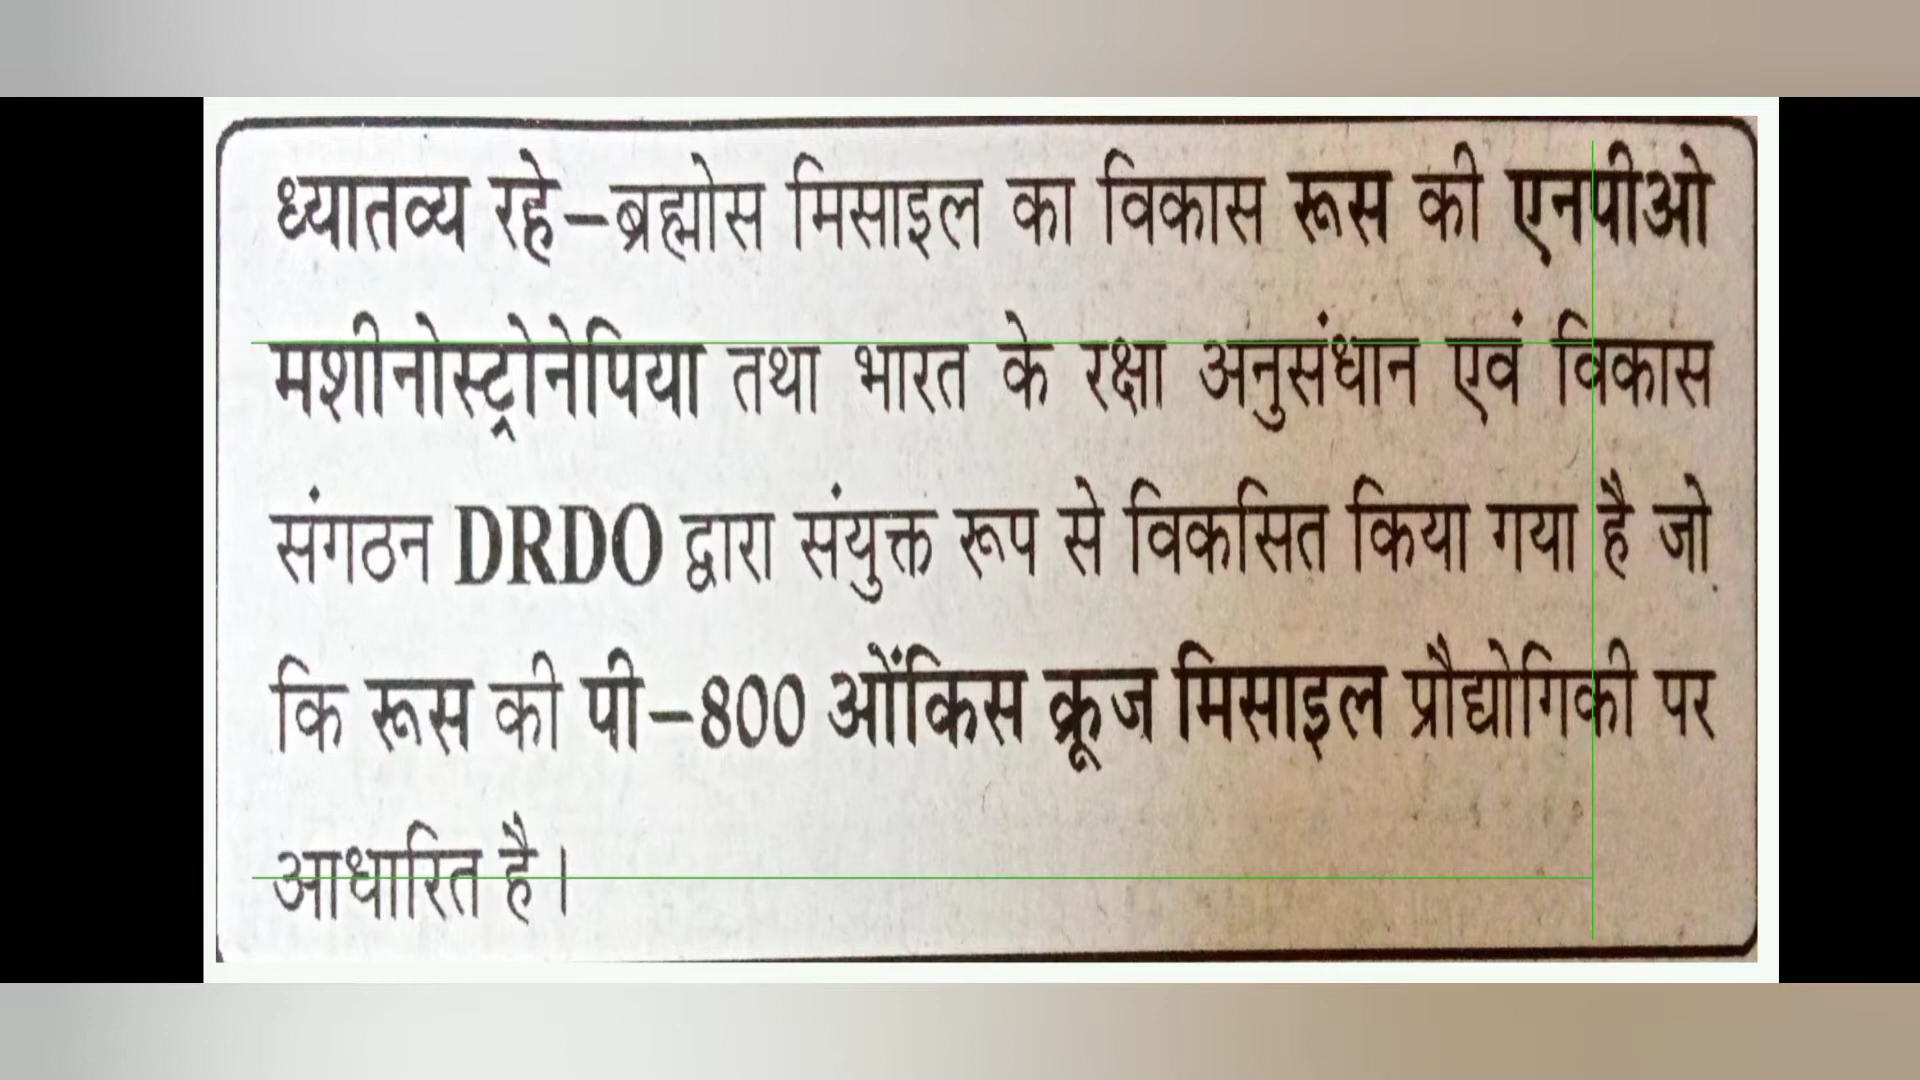 ध्यातव्य रहे–ब्रह्मोस मिसाइल का विकास रूस की एनपीओ
मशीनोस्ट्रोनेपिया तथा भारत के रक्षा अनुसंधान एवं विकास
संगठन DRDO द्वारा संयुक्त रूप से विकसित किया गया है जो
कि रूस की पी–800 ओंकिस क्रूज मिसाइल प्रौद्योगिकी पर
आधारित है।